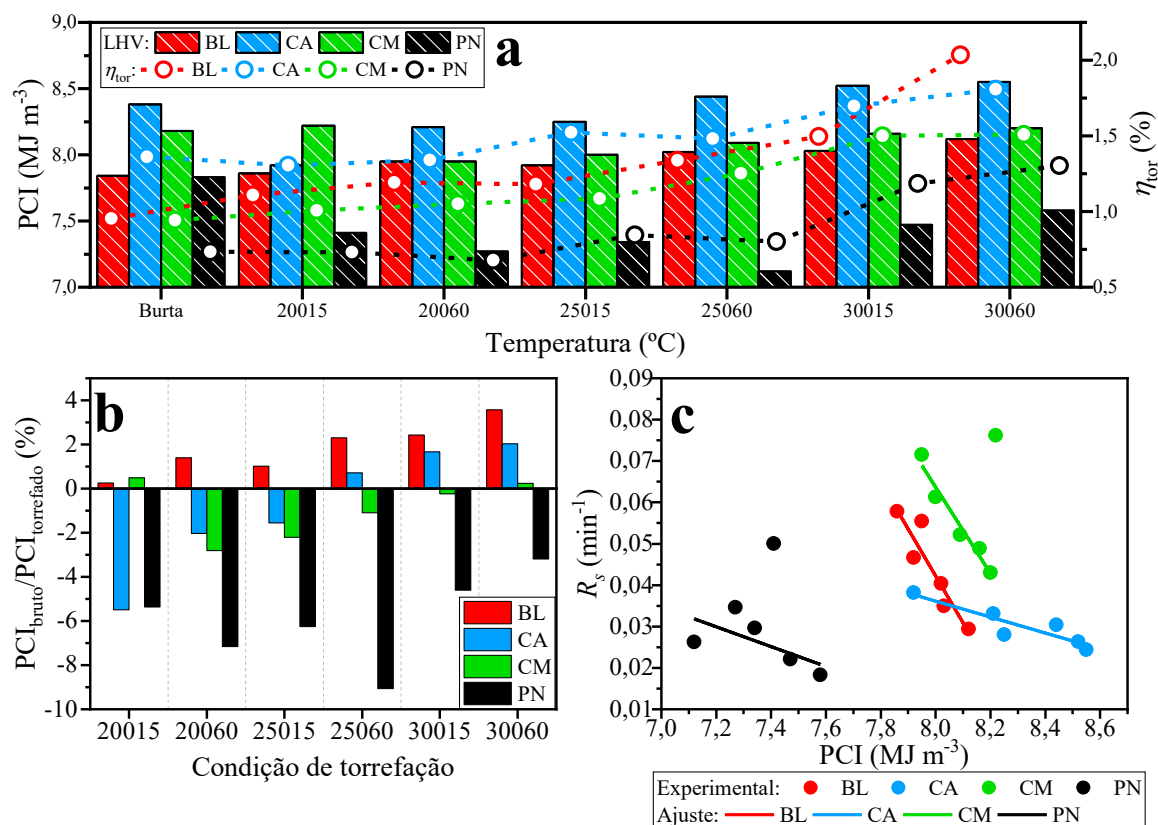 a
LHV: BL CA CM PN
η_tor: BL CA CM PN
PCI (MJ m⁻³)
9,0
8,5
8,0
7,5
7,0
2,0
1,5
1,0
0,5
η_tor (%)
Burta 20015 20060 25015 25060 30015 30060
Temperatura (ºC)
b
PCI_bruto/PCI_torrefado (%)
4
2
0
-2
-4
-6
-8
-10
BL
CA
CM
PN
20015 20060 25015 25060 30015 30060
Condição de torrefação
c
R_s (min⁻¹)
0,09
0,08
0,07
0,06
0,05
0,04
0,03
0,02
0,01
7,0 7,2 7,4 7,6 7,8 8,0 8,2 8,4 8,6
PCI (MJ m⁻³)
Experimental: BL CA CM PN
Ajuste: BL CA CM PN